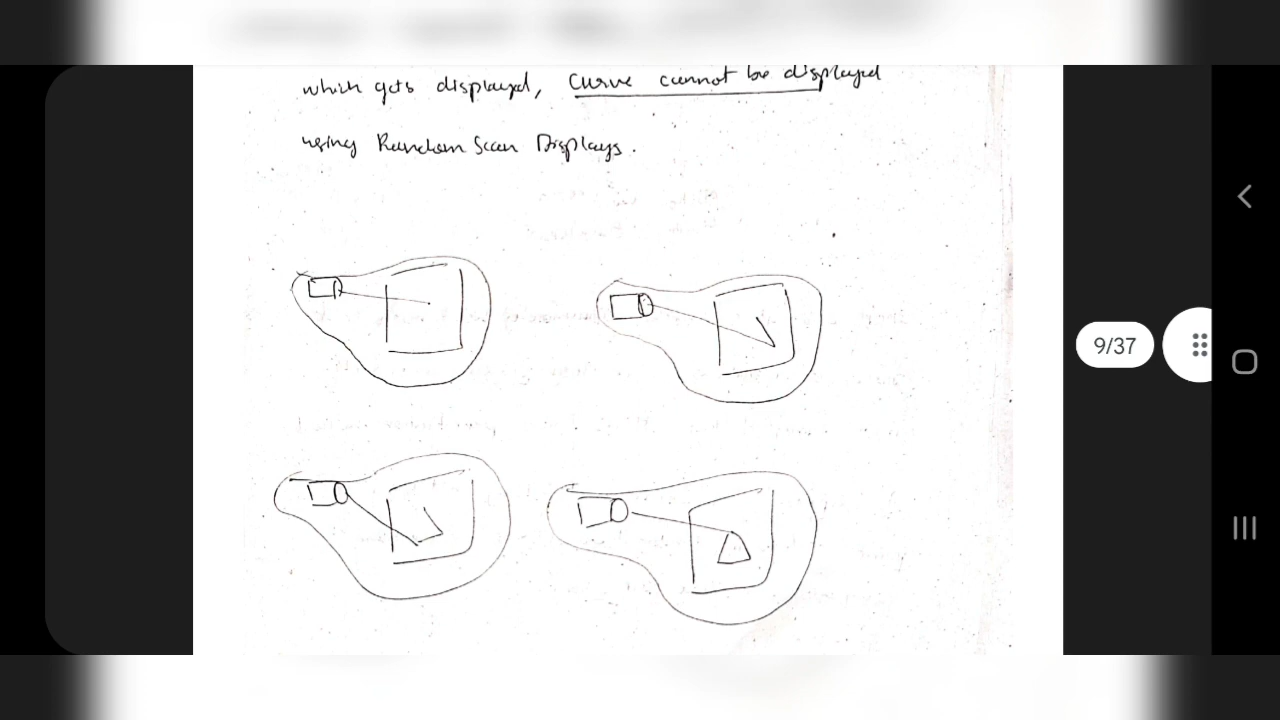 which gets displayed, Curve cannot be displayed
using Random Scan Displays.
9/37